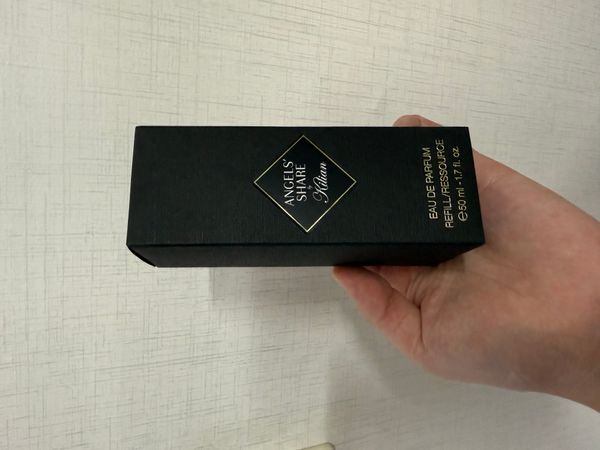 ANGELS'
SHARE
by
Kilian
EAU DE PARFUM
REFILL/RESSOURCE
℮50 ml - 1.7 fl. oz.